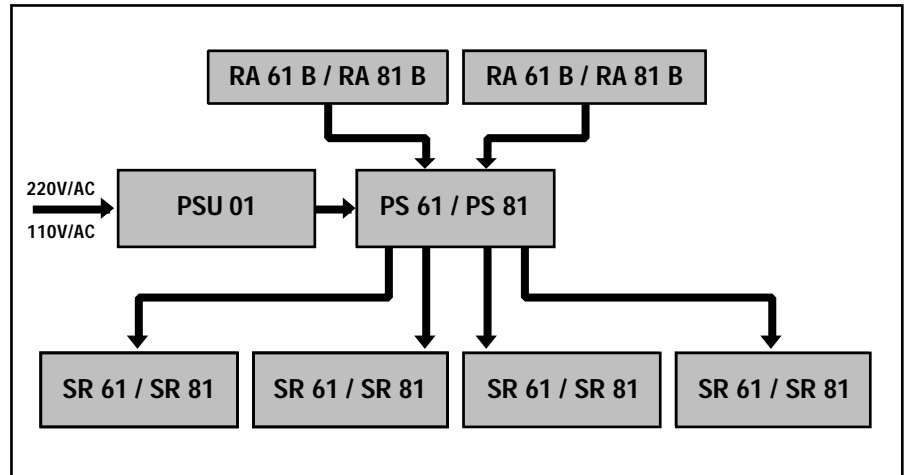 RA 61 B / RA 81 B
RA 61 B / RA 81 B
220V/AC
110V/AC
PSU 01
PS 61 / PS 81
SR 61 / SR 81
SR 61 / SR 81
SR 61 / SR 81
SR 61 / SR 81